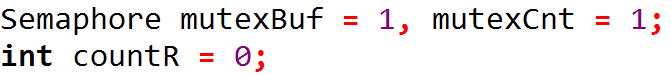 Semaphore mutexBuf = 1, mutexCnt = 1;
int countR = 0;